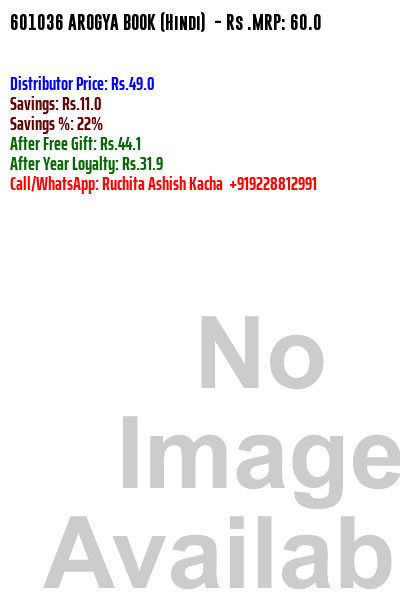 601036 AROGYA BOOK (Hindi) - Rs .MRP: 60.0
Distributor Price: Rs.49.0
Savings: Rs.11.0
Savings %: 22%
After Free Gift: Rs.44.1
After Year Loyalty: Rs.31.9
Call/WhatsApp: Ruchita Ashish Kacha +919228812991
No
Image
Availab